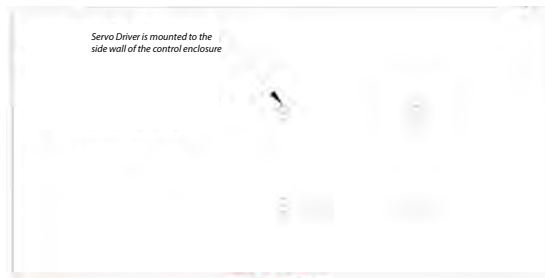 Servo Driver is mounted to the
side wall of the control enclosure